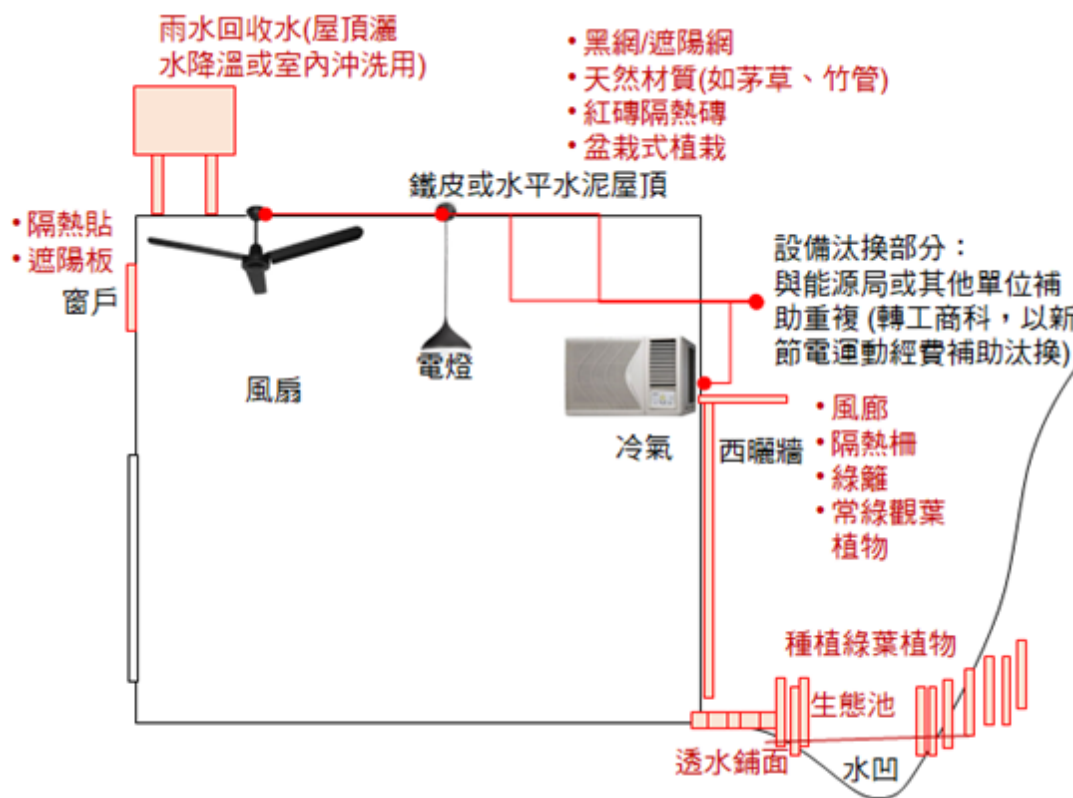 雨水回收水(屋頂灑
水降溫或室內沖洗用)
• 黑網/遮陽網
• 天然材質(如茅草、竹管)
• 紅磚隔熱磚
• 盆栽式植栽
鐵皮或水平水泥屋頂
• 隔熱貼
• 遮陽板
窗戶
風扇
電燈
冷氣
設備汰換部分：
與能源局或其他單位補
助重複 (轉工商科，以新
節電運動經費補助汰換)
西曬牆
• 風廊
• 隔熱柵
• 綠籬
• 常綠觀葉
植物
種植綠葉植物
生態池
透水鋪面
水凹